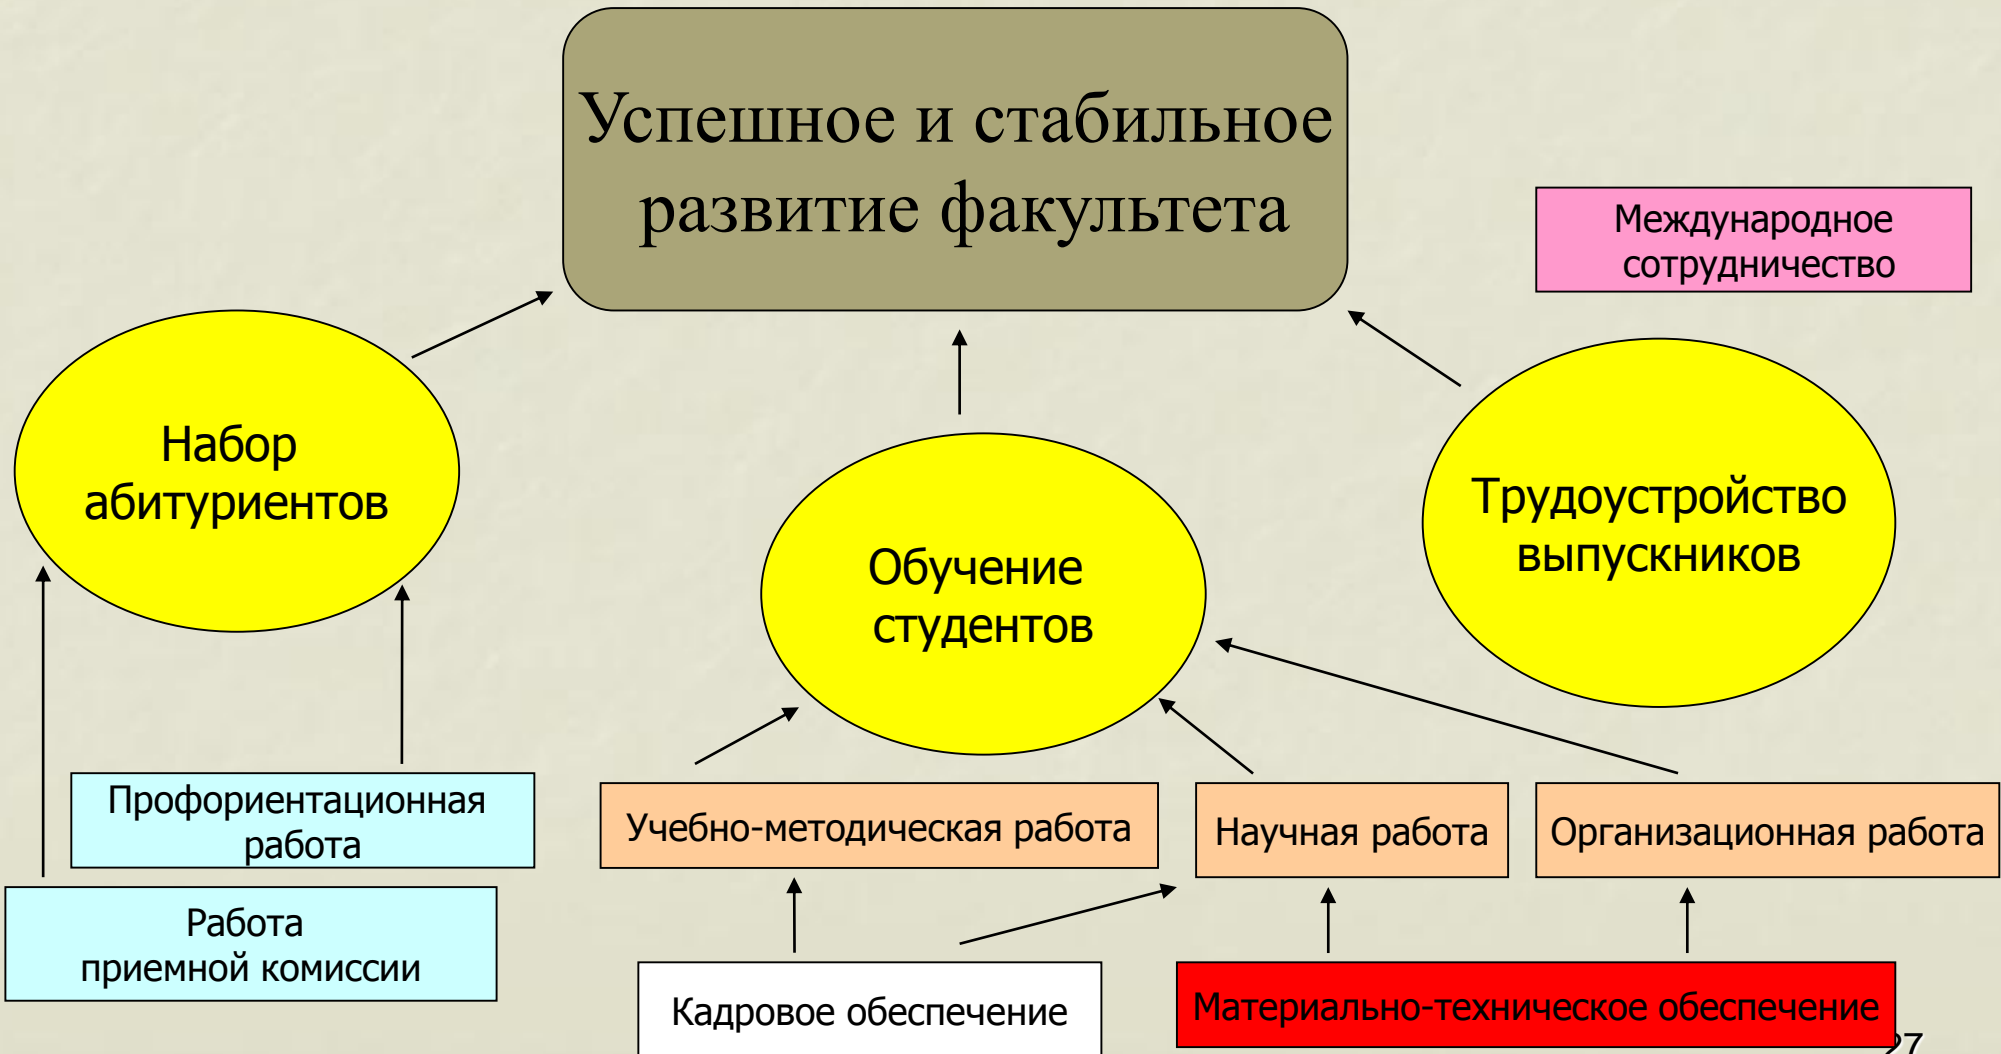 Успешное и стабильное
развитие факультета
Международное
сотрудничество
Набор
абитуриентов
Обучение
студентов
Трудоустройство
выпускников
Профориентационная
работа
Работа
приемной комиссии
Учебно-методическая работа
Научная работа
Организационная работа
Кадровое обеспечение
Материально-техническое обеспечение
27